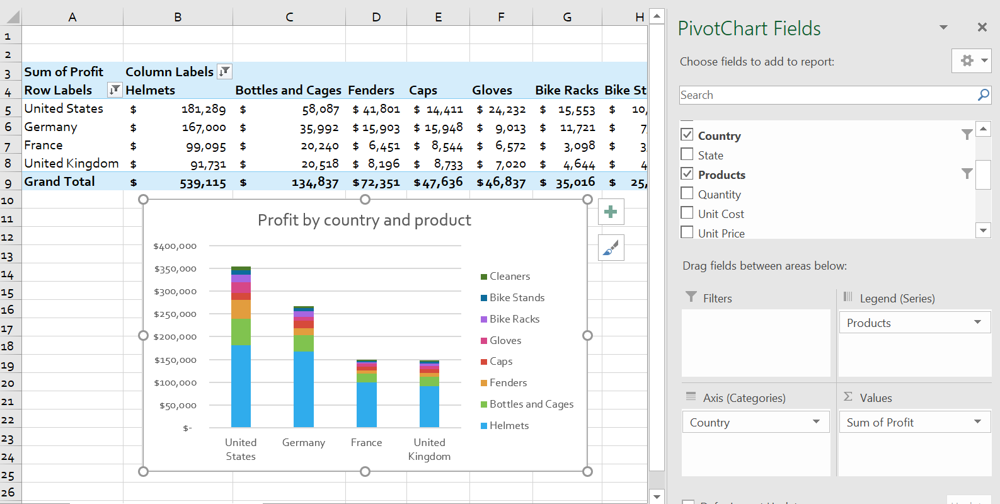 A B C D E F G H
1
2
3 Sum of Profit Column Labels
4 Row Labels Helmets Bottles and Cages Fenders Caps Gloves Bike Racks Bike St
5 United States $ 181,289 $ 58,087 $ 41,801 $ 14,411 $ 24,232 $ 15,553 $ 10,
6 Germany $ 167,000 $ 35,992 $ 15,903 $ 15,948 $ 9,013 $ 11,721 $ 7,
7 France $ 99,095 $ 20,240 $ 6,451 $ 8,544 $ 6,572 $ 3,098 $ 3,
8 United Kingdom $ 91,731 $ 20,518 $ 8,196 $ 8,733 $ 7,020 $ 4,644 $ 4,
9 Grand Total $ 539,115 $ 134,837 $72,351 $47,636 $46,837 $ 35,016 $ 25,
10
11
12
13
14
15
16
17
18
19
20
21
22
23
24
25
26
Profit by country and product
$400,000
$350,000
$300,000
$250,000
$200,000
$150,000
$100,000
$50,000
$-
United States
Germany
France
United Kingdom
Cleaners
Bike Stands
Bike Racks
Gloves
Caps
Fenders
Bottles and Cages
Helmets
PivotChart Fields
Choose fields to add to report:
Search
Country
State
Products
Quantity
Unit Cost
Unit Price
Drag fields between areas below:
Filters
Legend (Series)
Products
Axis (Categories)
Σ Values
Country
Sum of Profit